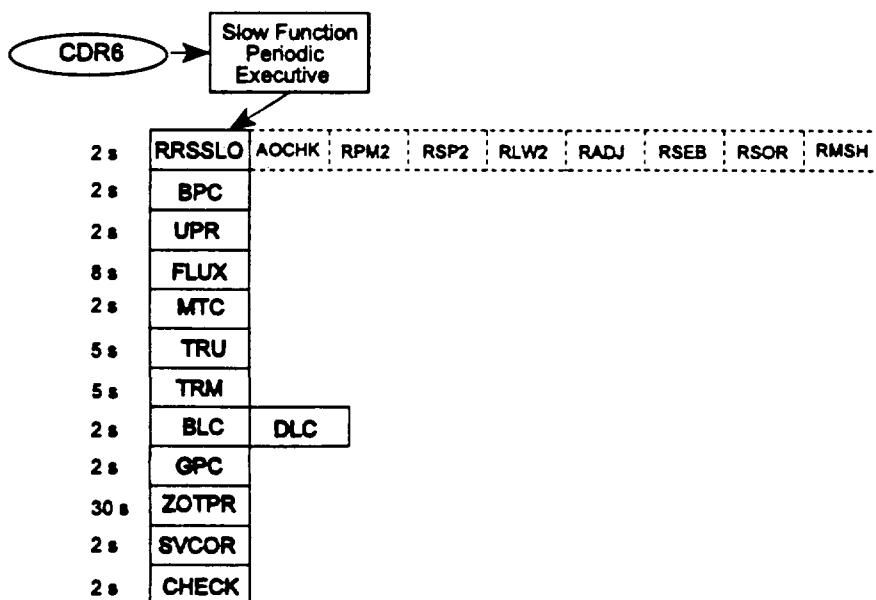 CDR6
Slow Function
Periodic
Executive
2 s RRSSLO AOCHK RPM2 RSP2 RLW2 RADJ RSEB RSOR RMSH
2 s BPC
2 s UPR
8 s FLUX
2 s MTC
5 s TRU
5 s TRM
2 s BLC DLC
2 s GPC
30 s ZOTPR
2 s SVCOR
2 s CHECK